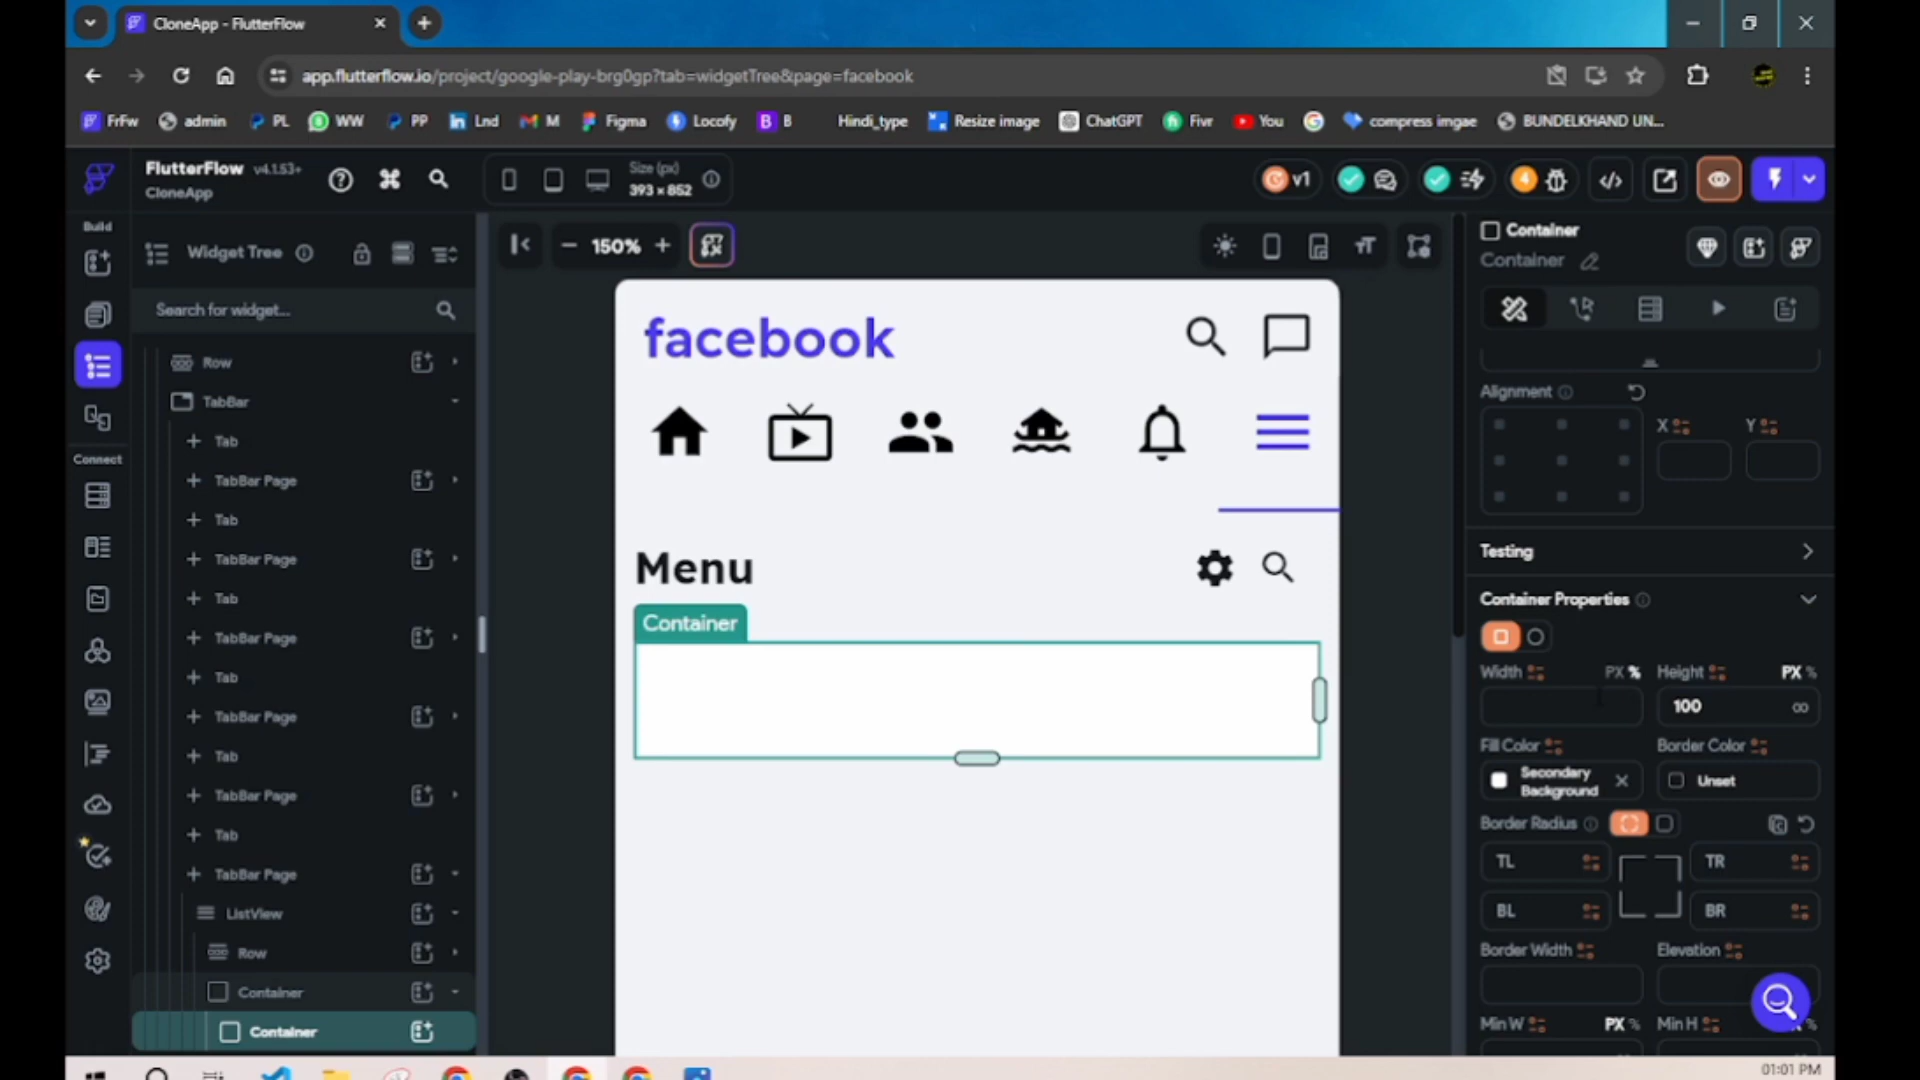 CloneApp - FlutterFlow
app.flutterflow.io/project/google-play-brg0gp?tab=widgetTree&page=facebook
FrFw admin PL WW PP Lnd M Figma Locofy B Hindi_type Resize image ChatGPT Fivr You compress imgae BUNDELKHAND UN...
FlutterFlow v4.1.53+
CloneApp
Size (px)
393 × 852
v1
4
Build
Connect
Widget Tree
Search for widget...
Row
TabBar
Tab
TabBar Page
Tab
TabBar Page
Tab
TabBar Page
Tab
TabBar Page
Tab
TabBar Page
Tab
TabBar Page
ListView
Row
Container
Container
150%
facebook
Menu
Container
Container
Container
Alignment
X Y
Testing
Container Properties
Width PX % Height PX %
100 ∞
Fill Color Border Color
Secondary Background
Unset
Border Radius
TL TR
BL BR
Border Width Elevation
Min W PX % Min H %
01:01 PM